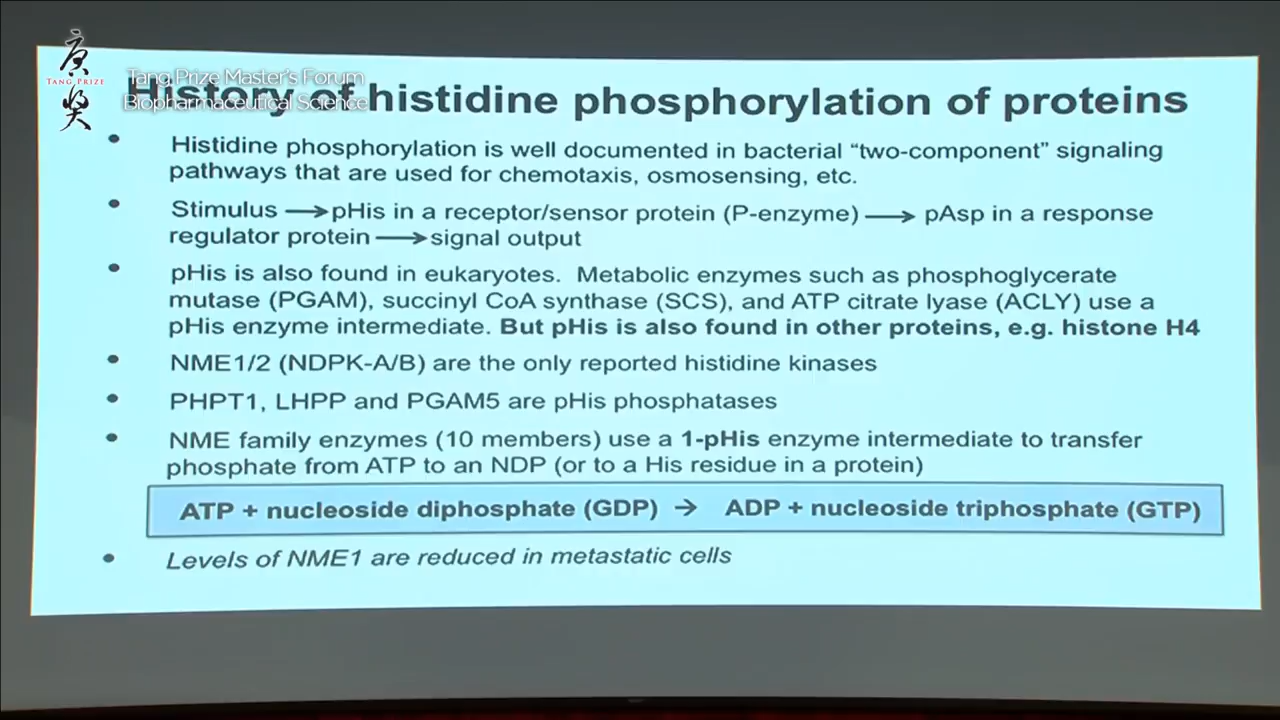 唐
TANG PRIZE
奖
Tang Prize Master's Forum
Biopharmaceutical Science
History of histidine phosphorylation of proteins
• Histidine phosphorylation is well documented in bacterial “two-component” signaling
pathways that are used for chemotaxis, osmosensing, etc.
• Stimulus → pHis in a receptor/sensor protein (P-enzyme) → pAsp in a response
regulator protein → signal output
• pHis is also found in eukaryotes. Metabolic enzymes such as phosphoglycerate
mutase (PGAM), succinyl CoA synthase (SCS), and ATP citrate lyase (ACLY) use a
pHis enzyme intermediate. But pHis is also found in other proteins, e.g. histone H4
• NME1/2 (NDPK-A/B) are the only reported histidine kinases
• PHPT1, LHPP and PGAM5 are pHis phosphatases
• NME family enzymes (10 members) use a 1-pHis enzyme intermediate to transfer
phosphate from ATP to an NDP (or to a His residue in a protein)
ATP + nucleoside diphosphate (GDP) → ADP + nucleoside triphosphate (GTP)
• Levels of NME1 are reduced in metastatic cells